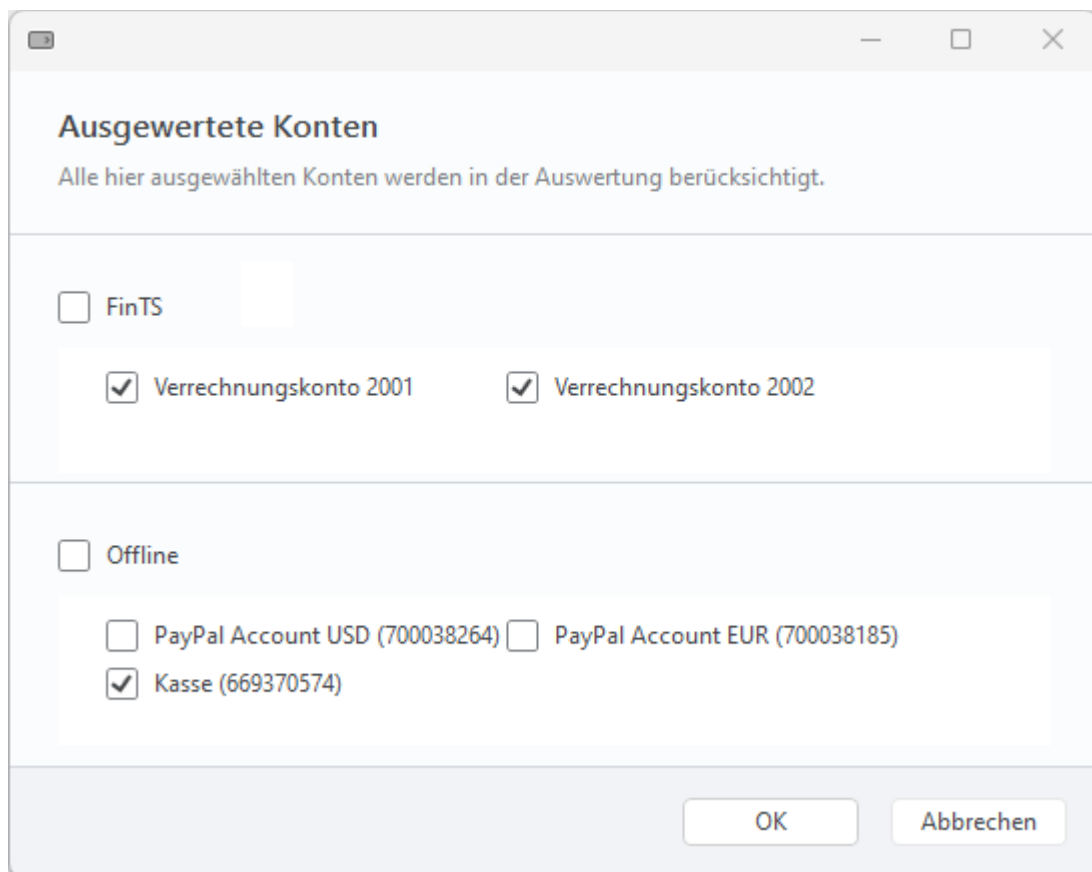 Ausgewertete Konten
Alle hier ausgewählten Konten werden in der Auswertung berücksichtigt.
FinTS
Verrechnungskonto 2001 Verrechnungskonto 2002
Offline
PayPal Account USD (700038264) PayPal Account EUR (700038185)
Kasse (669370574)
OK Abbrechen